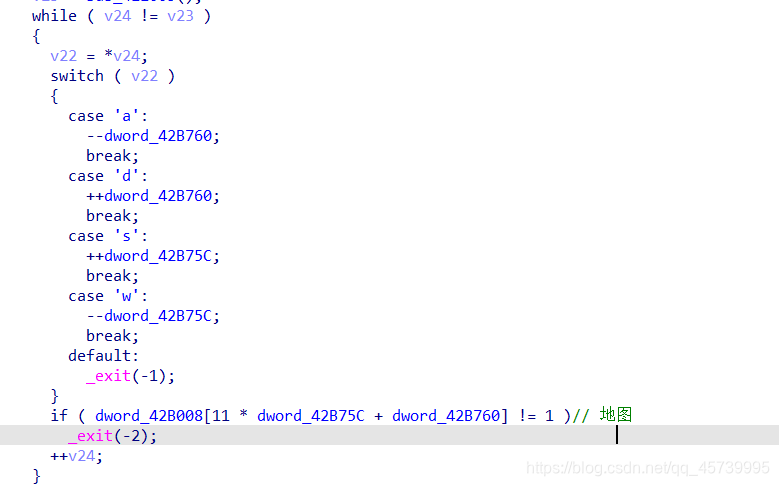 while ( v24 != v23 )
{
v22 = *v24;
switch ( v22 )
{
case 'a':
--dword_42B760;
break;
case 'd':
++dword_42B760;
break;
case 's':
++dword_42B75C;
break;
case 'w':
--dword_42B75C;
break;
default:
_exit(-1);
}
if ( dword_42B008[11 * dword_42B75C + dword_42B760] != 1 )// 地图
_exit(-2);
++v24;
}
https://blog.csdn.net/qq_45739995